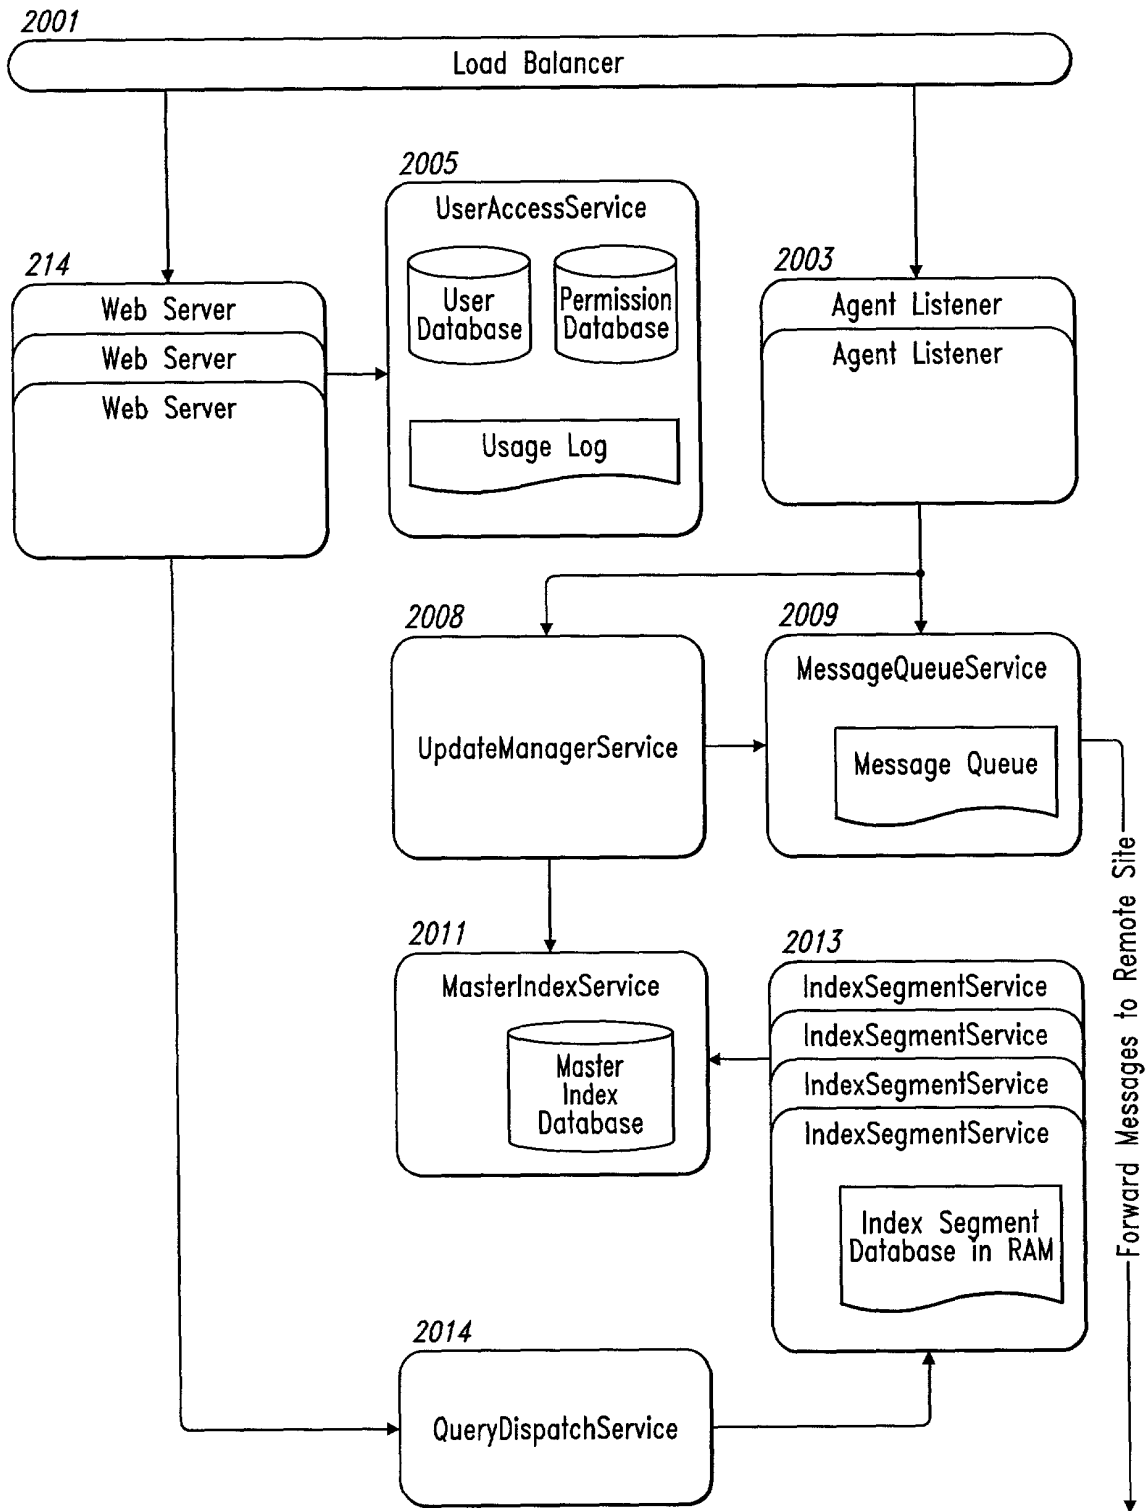 2001
Load Balancer
2005
UserAccessService
User
Database
Permission
Database
Usage Log
214
Web Server
Web Server
Web Server
2003
Agent Listener
Agent Listener
2008
UpdateManagerService
2009
MessageQueueService
Message Queue
Forward Messages to Remote Site
2011
MasterIndexService
Master
Index
Database
2013
IndexSegmentService
IndexSegmentService
IndexSegmentService
IndexSegmentService
Index Segment
Database in RAM
2014
QueryDispatchService